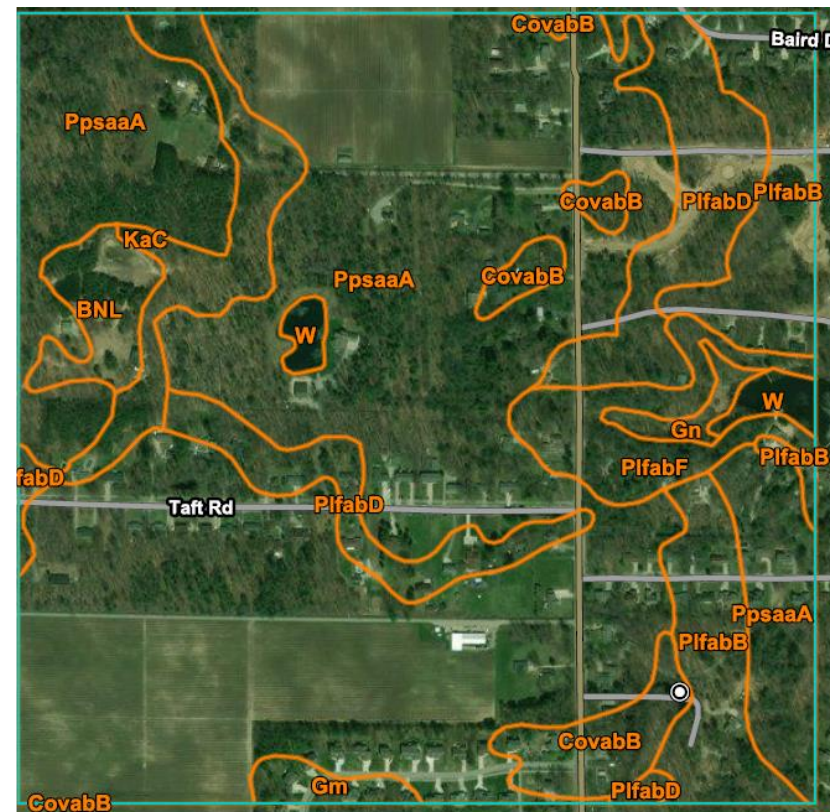 CovabB
Baird D
PpsaaA
PlfabD
PlfabB
CovabB
KaC
CovabB
PpsaaA
BNL
W
W
Gn
PlfabB
PlfabF
fabD
PlfabD
Taft Rd
PpsaaA
PlfabB
CovabB
Gm
PlfabD
CovabB